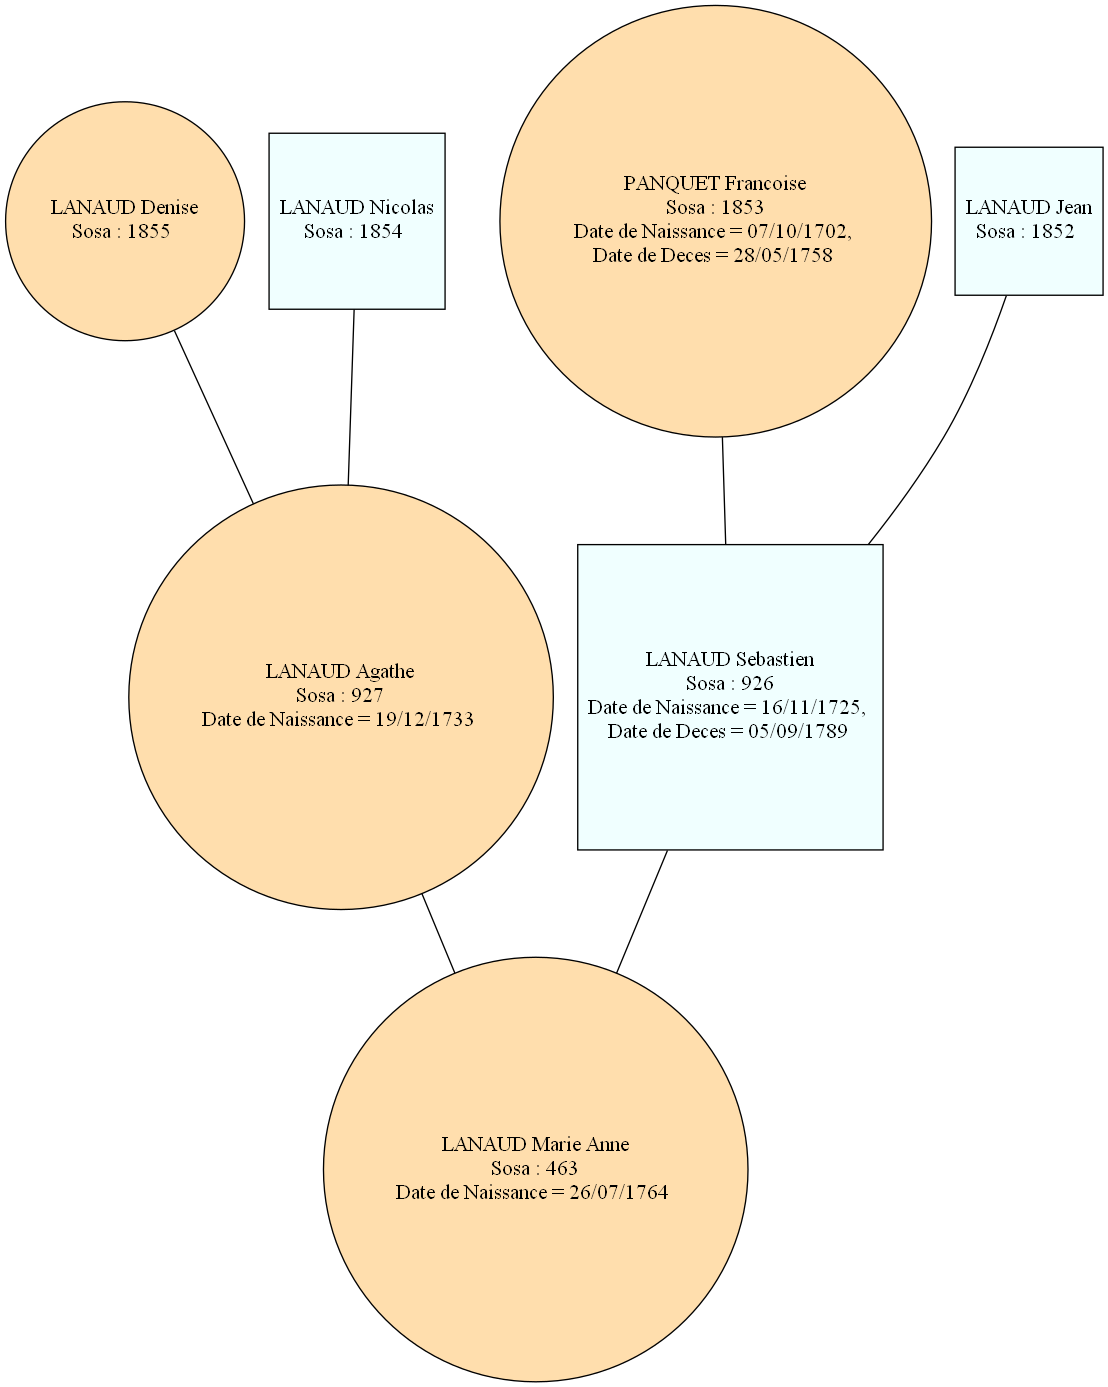 LANAUD Denise
Sosa : 1855
LANAUD Nicolas
Sosa : 1854
PANQUET Francoise
Sosa : 1853
Date de Naissance = 07/10/1702,
Date de Deces = 28/05/1758
LANAUD Jean
Sosa : 1852
LANAUD Agathe
Sosa : 927
Date de Naissance = 19/12/1733
LANAUD Sebastien
Sosa : 926
Date de Naissance = 16/11/1725,
Date de Deces = 05/09/1789
LANAUD Marie Anne
Sosa : 463
Date de Naissance = 26/07/1764